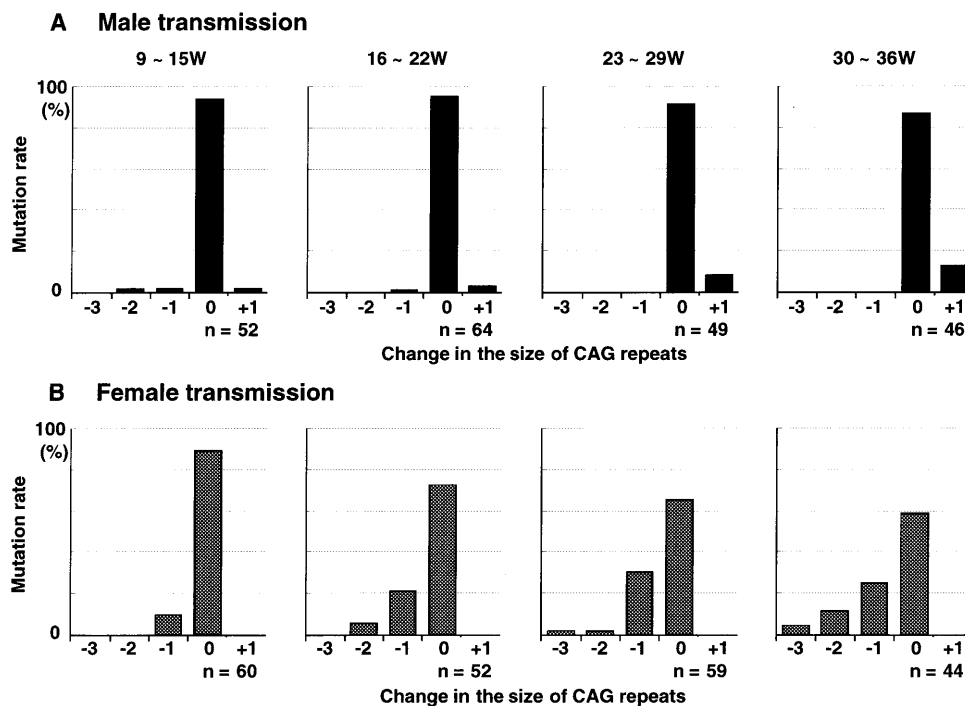 A Male transmission
9 ~ 15W 16 ~ 22W 23 ~ 29W 30 ~ 36W
100
(%)
Mutation rate
0
-3 -2 -1 0 +1 -3 -2 -1 0 +1 -3 -2 -1 0 +1 -3 -2 -1 0 +1
n = 52 n = 64 n = 49 n = 46
Change in the size of CAG repeats
B Female transmission
100
(%)
Mutation rate
0
-3 -2 -1 0 +1 -3 -2 -1 0 +1 -3 -2 -1 0 +1 -3 -2 -1 0 +1
n = 60 n = 52 n = 59 n = 44
Change in the size of CAG repeats